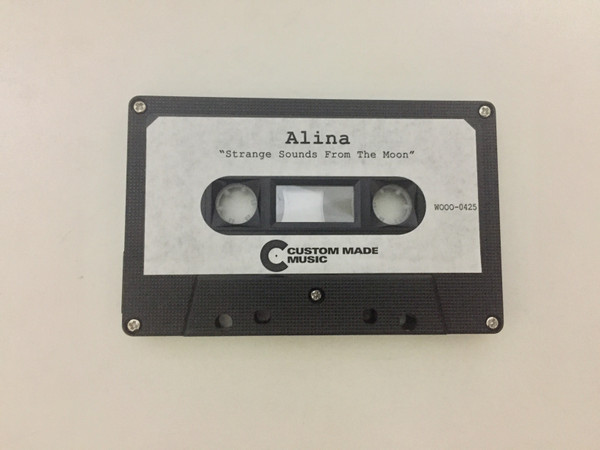 Alina
"Strange Sounds From The Moon"
WOOO-0425
CUSTOM MADE
MUSIC